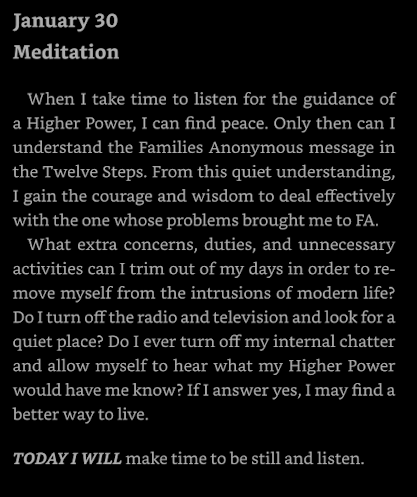 January 30
Meditation
When I take time to listen for the guidance of
a Higher Power, I can find peace. Only then can I
understand the Families Anonymous message in
the Twelve Steps. From this quiet understanding,
I gain the courage and wisdom to deal effectively
with the one whose problems brought me to FA.
What extra concerns, duties, and unnecessary
activities can I trim out of my days in order to re-
move myself from the intrusions of modern life?
Do I turn off the radio and television and look for a
quiet place? Do I ever turn off my internal chatter
and allow myself to hear what my Higher Power
would have me know? If I answer yes, I may find a
better way to live.
TODAY I WILL make time to be still and listen.